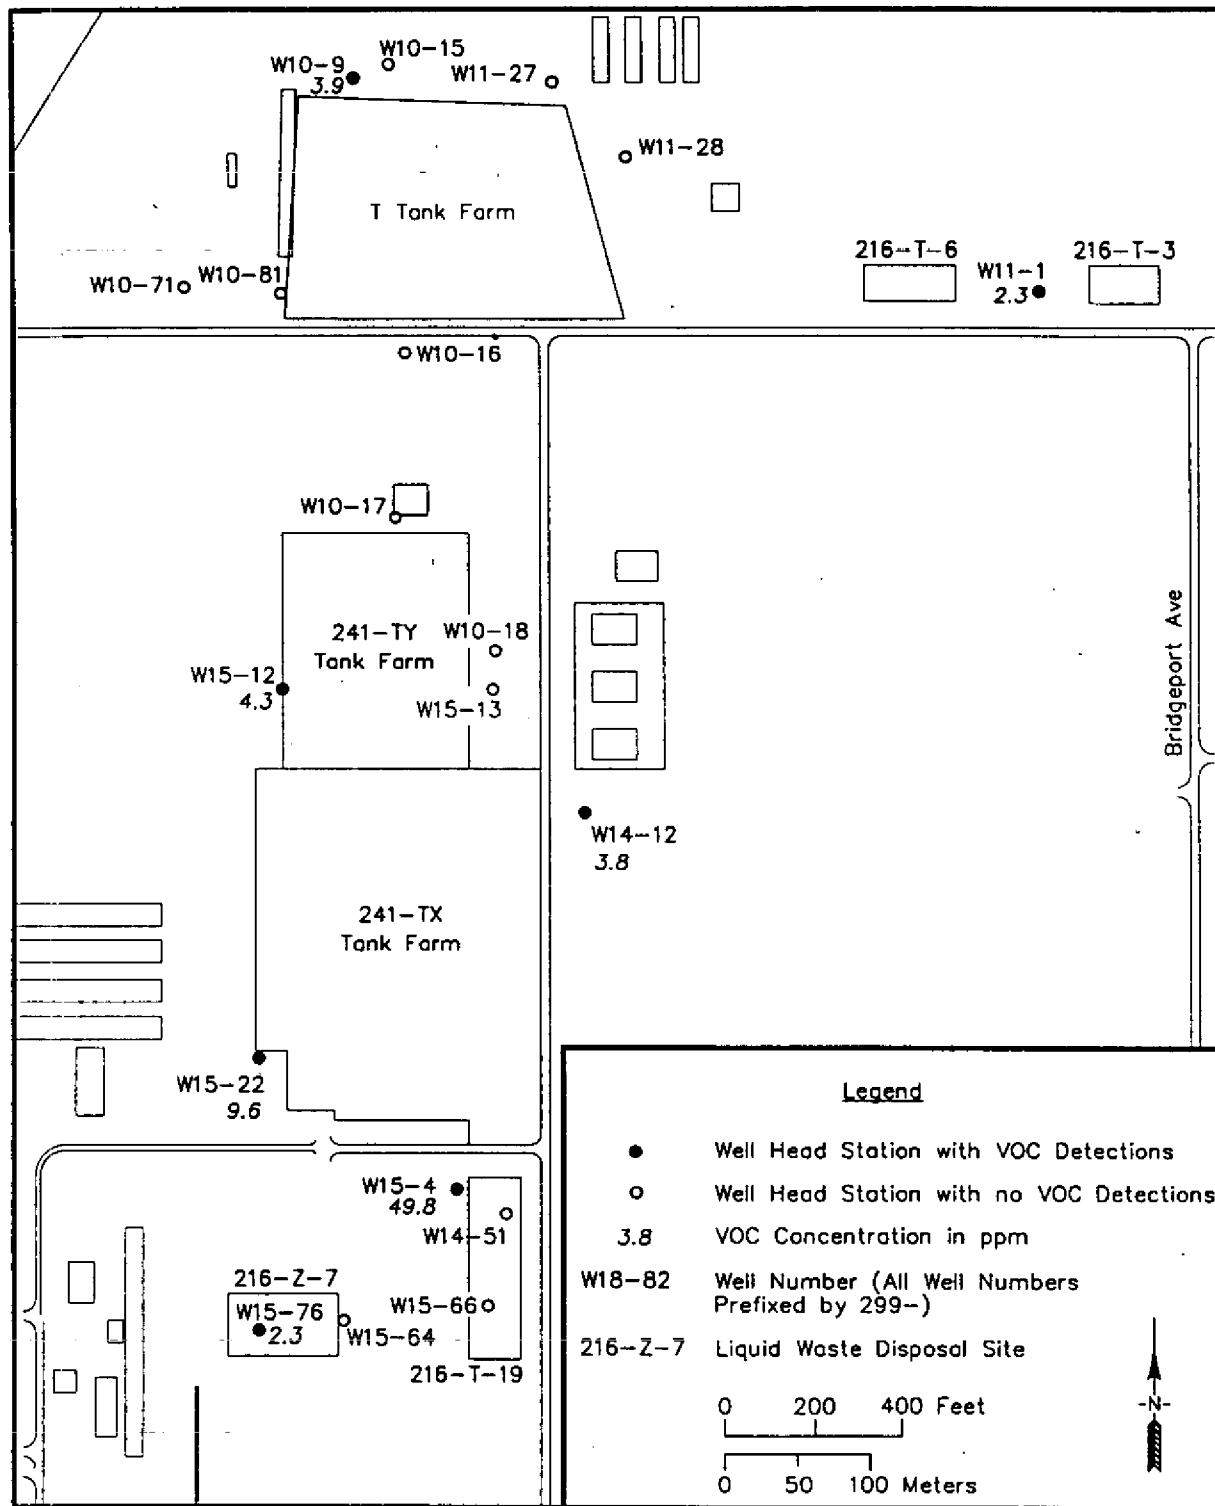 W10-15
W10-9
3.9
W11-27
W11-28
T Tank Farm
216-T-6
216-T-3
W11-1
2.3
W10-71
W10-81
W10-16
W10-17
241-TY
Tank Farm
W10-18
W15-12
4.3
W15-13
Bridgeport Ave
W14-12
3.8
241-TX
Tank Farm
W15-22
9.6
W15-4
49.8
W14-51
216-Z-7
W15-76
2.3
W15-66
W15-64
216-T-19
Legend
Well Head Station with VOC Detections
Well Head Station with no VOC Detections
3.8 VOC Concentration in ppm
W18-82 Well Number (All Well Numbers
Prefixed by 299-)
216-Z-7 Liquid Waste Disposal Site
0 200 400 Feet
0 50 100 Meters
-N-